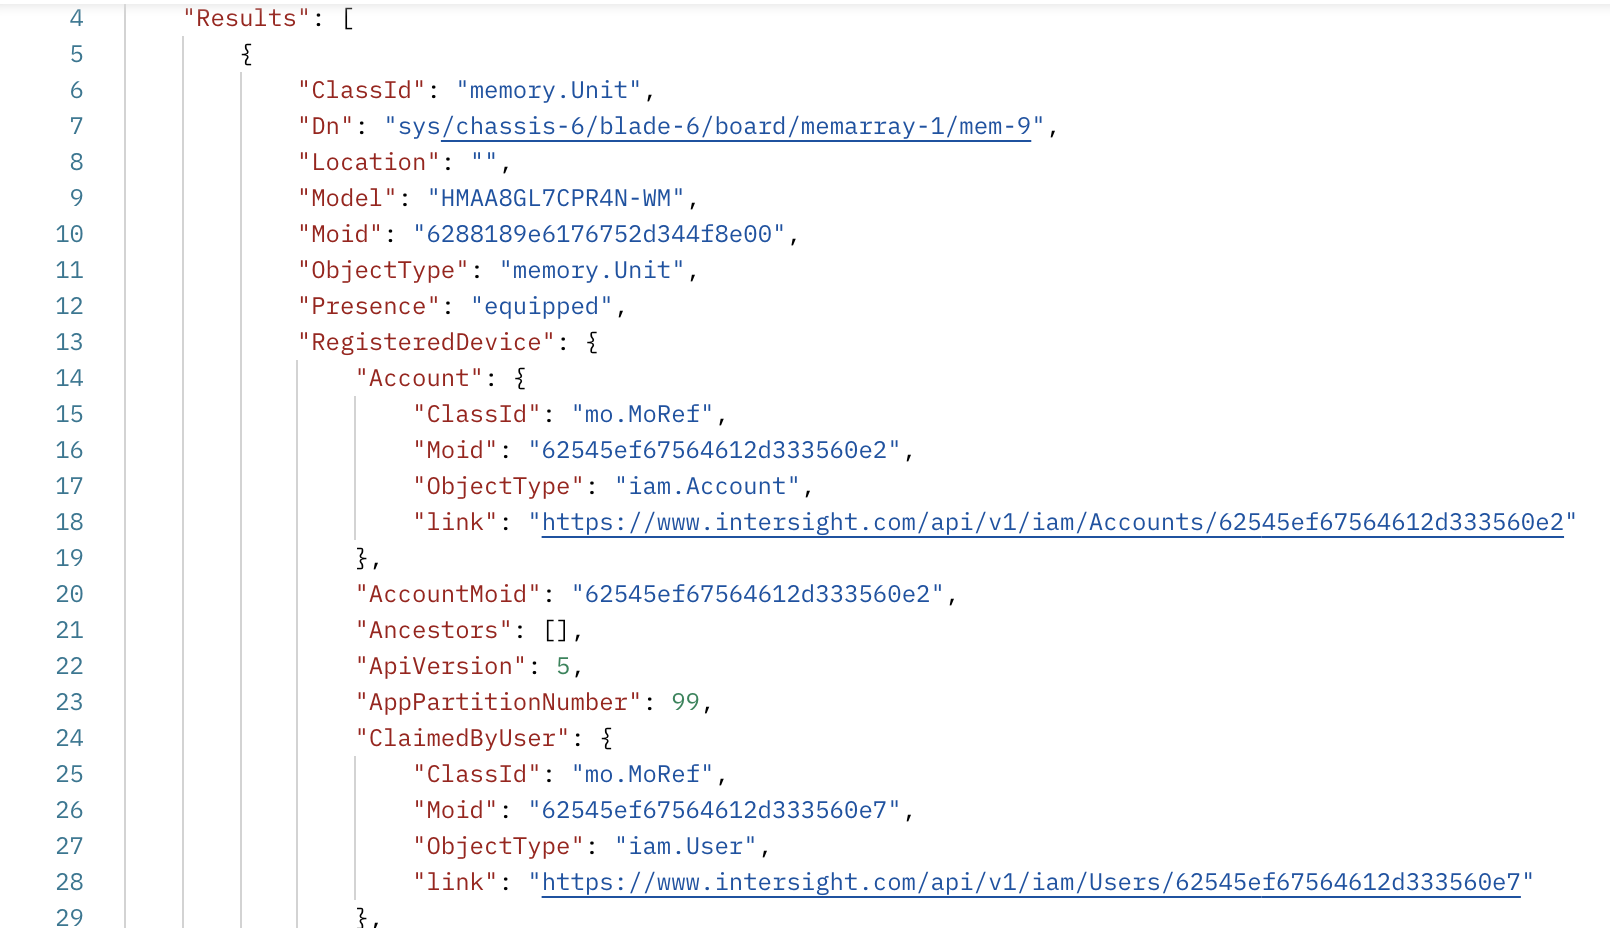 4 "Results": [
5 {
6 "ClassId": "memory.Unit",
7 "Dn": "sys/chassis-6/blade-6/board/memarray-1/mem-9",
8 "Location": "",
9 "Model": "HMAA8GL7CPR4N-WM",
10 "Moid": "6288189e6176752d344f8e00",
11 "ObjectType": "memory.Unit",
12 "Presence": "equipped",
13 "RegisteredDevice": {
14 "Account": {
15 "ClassId": "mo.MoRef",
16 "Moid": "62545ef67564612d333560e2",
17 "ObjectType": "iam.Account",
18 "link": "https://www.intersight.com/api/v1/iam/Accounts/62545ef67564612d333560e2"
19 },
20 "AccountMoid": "62545ef67564612d333560e2",
21 "Ancestors": [],
22 "ApiVersion": 5,
23 "AppPartitionNumber": 99,
24 "ClaimedByUser": {
25 "ClassId": "mo.MoRef",
26 "Moid": "62545ef67564612d333560e7",
27 "ObjectType": "iam.User",
28 "link": "https://www.intersight.com/api/v1/iam/Users/62545ef67564612d333560e7"
29 },